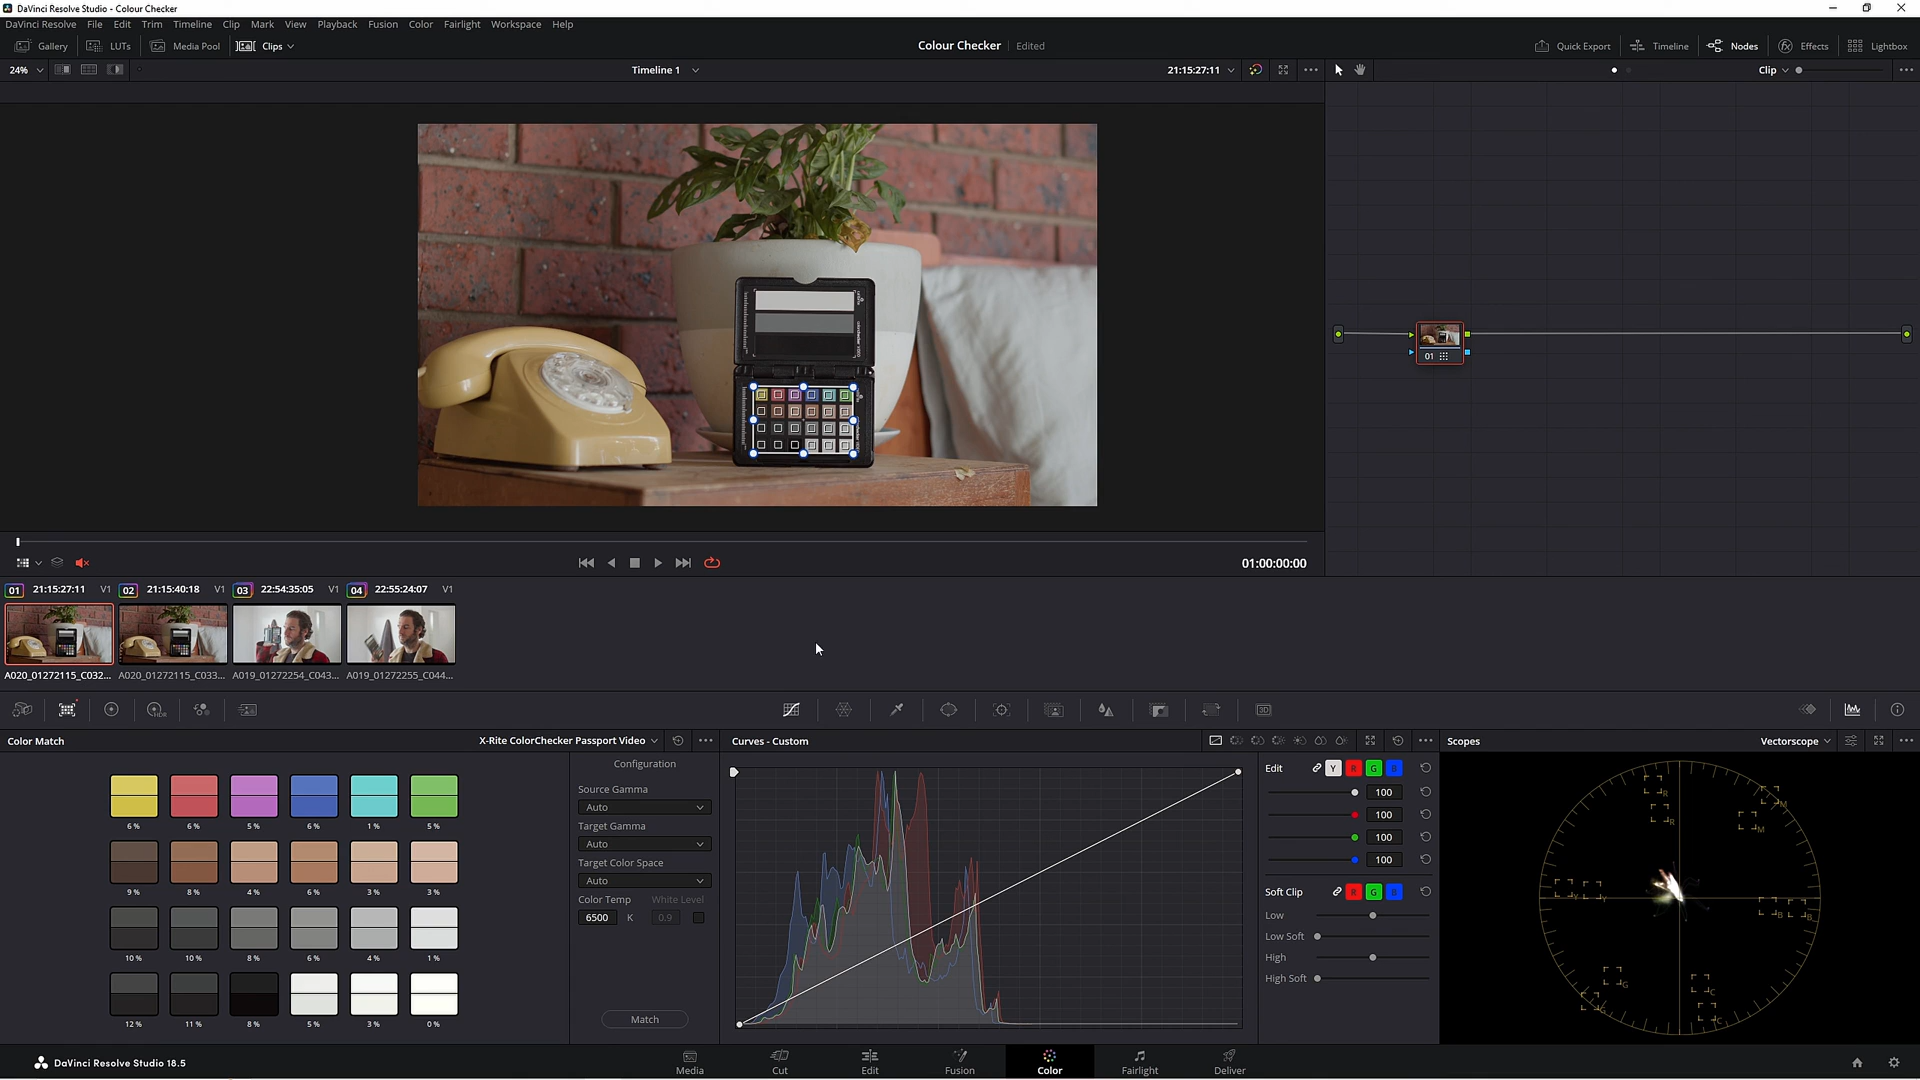 DaVinci Resolve Studio - Colour Checker
DaVinci Resolve File Edit Trim Timeline Clip Mark View Playback Fusion Color Fairlight Workspace Help
Gallery LUTs Media Pool Clips Colour Checker Edited Quick Export Timeline Nodes Effects Lightbox
24% Timeline 1 21:15:27:11 Clip
01
01:00:00:00
01 21:15:27:11 V1 02 21:15:40:18 V1 03 22:54:35:05 V1 04 22:55:24:07 V1
A020_01272115_C032... A020_01272115_C033... A019_01272254_C043... A019_01272255_C044...
HDR 3D
Color Match X-Rite ColorChecker Passport Video Curves - Custom Scopes Vectorscope
Configuration
Source Gamma
Auto
Target Gamma
Auto
Target Color Space
Auto
Color Temp White Level
6500 K 0.9
Match
6 % 6 % 5 % 6 % 1 % 5 %
9 % 8 % 4 % 6 % 3 % 3 %
10 % 10 % 8 % 6 % 4 % 1 %
12 % 11 % 8 % 5 % 3 % 0 %
Edit Y R G B
100
100
100
100
Soft Clip R G B
Low
Low Soft
High
High Soft
R M
R M
Y Y B B
G C
G C
DaVinci Resolve Studio 18.5
Media Cut Edit Fusion Color Fairlight Deliver